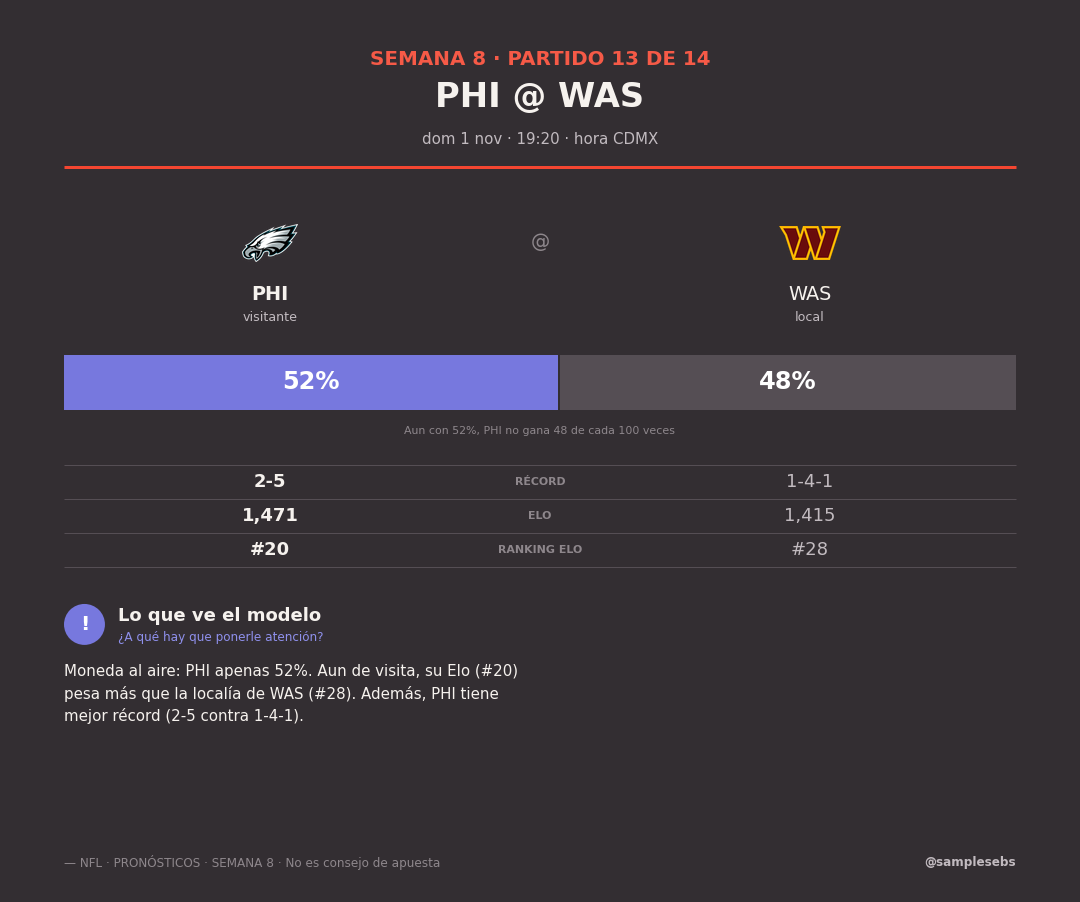 SEMANA 8 · PARTIDO 13 DE 14
PHI @ WAS
dom 1 nov · 19:20 · hora CDMX
@
PHI
visitante
WAS
local
52%
48%
Aun con 52%, PHI no gana 48 de cada 100 veces
2-5 RÉCORD 1-4-1
1,471 ELO 1,415
#20 RANKING ELO #28
!
Lo que ve el modelo
¿A qué hay que ponerle atención?
Moneda al aire: PHI apenas 52%. Aun de visita, su Elo (#20)
pesa más que la localía de WAS (#28). Además, PHI tiene
mejor récord (2-5 contra 1-4-1).
— NFL · PRONÓSTICOS · SEMANA 8 · No es consejo de apuesta
@samplesebs